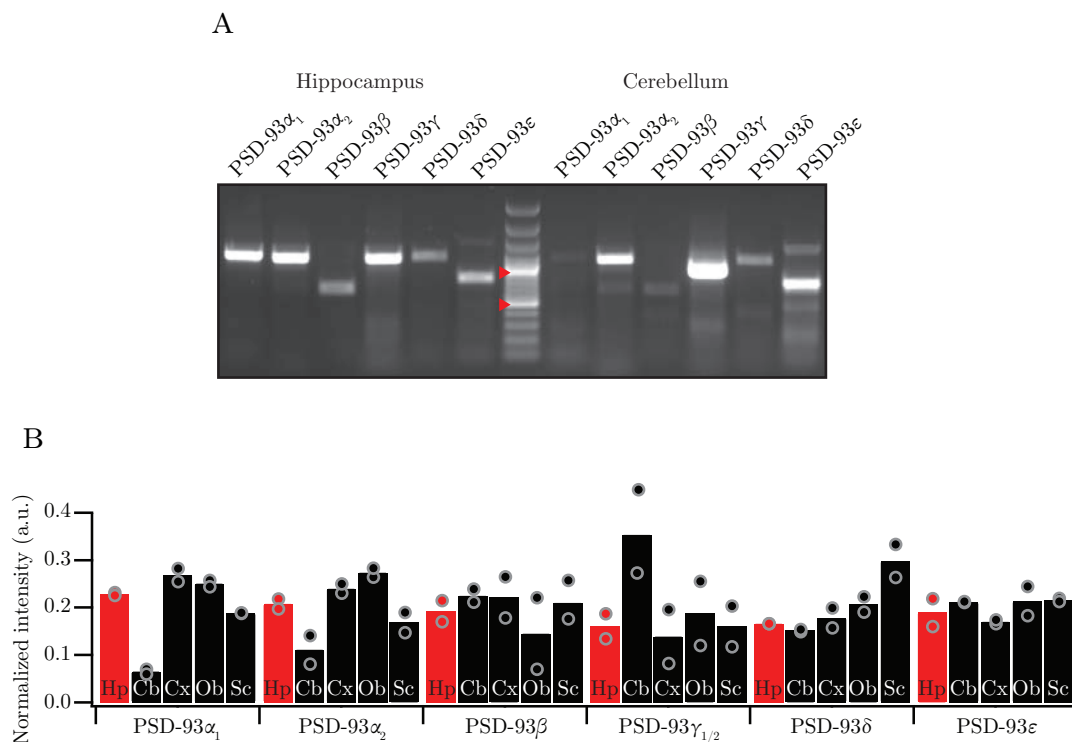 A
Hippocampus Cerebellum
PSD-93α₁ PSD-93α₂ PSD-93β PSD-93γ PSD-93δ PSD-93ε PSD-93α₁ PSD-93α₂ PSD-93β PSD-93γ PSD-93δ PSD-93ε
B
Normalized intensity (a.u.)
0.4
0.3
0.2
0.1
0.0
Hp Cb Cx Ob Sc Hp Cb Cx Ob Sc Hp Cb Cx Ob Sc Hp Cb Cx Ob Sc Hp Cb Cx Ob Sc Hp Cb Cx Ob Sc
PSD-93α₁ PSD-93α₂ PSD-93β PSD-93γ₁/₂ PSD-93δ PSD-93ε